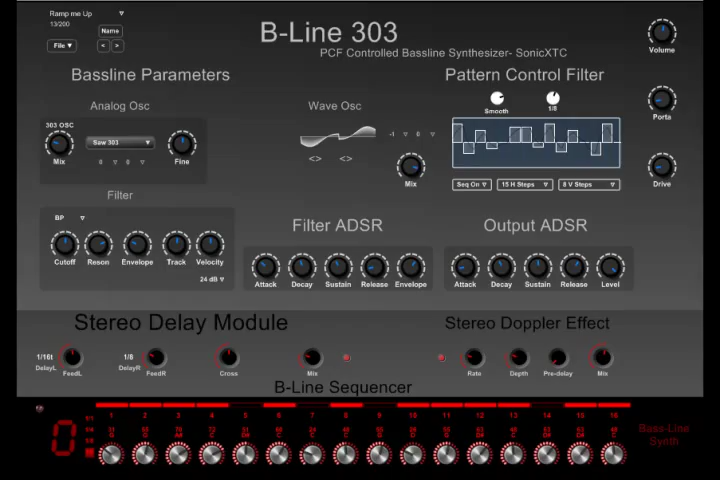 Ramp me Up
13/200
Name
File
< >
B-Line 303
PCF Controlled Bassline Synthesizer- SonicXTC
Volume
Bassline Parameters
Pattern Control Filter
Analog Osc
Wave Osc
Smooth
1/8
303 OSC
Saw 303
Mix
Fine
8 8
-1 0
Mix
Porta
Drive
Seq On
15 H Steps
8 V Steps
Filter
BP
Cutoff Reson Envelope Track Velocity
24 dB
Filter ADSR
Attack Decay Sustain Release Envelope
Output ADSR
Attack Decay Sustain Release Level
Stereo Delay Module
Stereo Doppler Effect
1/16t
DelayL
FeedL
1/8
DelayR
FeedR
Cross
Mix
Rate
Depth
Pre-delay
Mix
B-Line Sequencer
1 2 3 4 5 6 7 8 9 10 11 12 13 14 15 16
0
Bass-Line
Synth